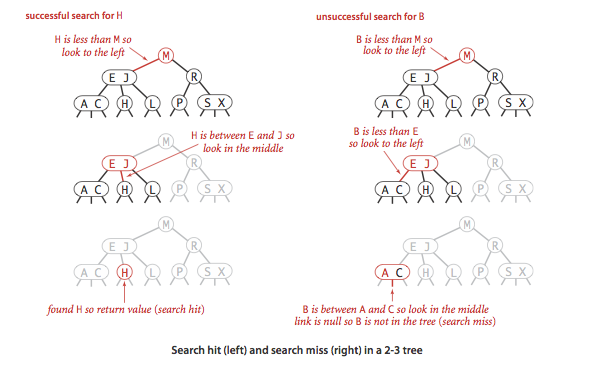 successful search for H
H is less than M so
look to the left
M
E J
R
A C
H
L
P
S X
H is between E and J so
look in the middle
M
E J
R
A C
H
L
P
S X
M
E J
R
A C
H
L
P
S X
found H so return value (search hit)
unsuccessful search for B
B is less than M so
look to the left
M
E J
R
A C
H
L
P
S X
B is less than E
so look to the left
M
E J
R
A C
H
L
P
S X
M
E J
R
A C
H
L
P
S X
B is between A and C so look in the middle
link is null so B is not in the tree (search miss)
Search hit (left) and search miss (right) in a 2-3 tree